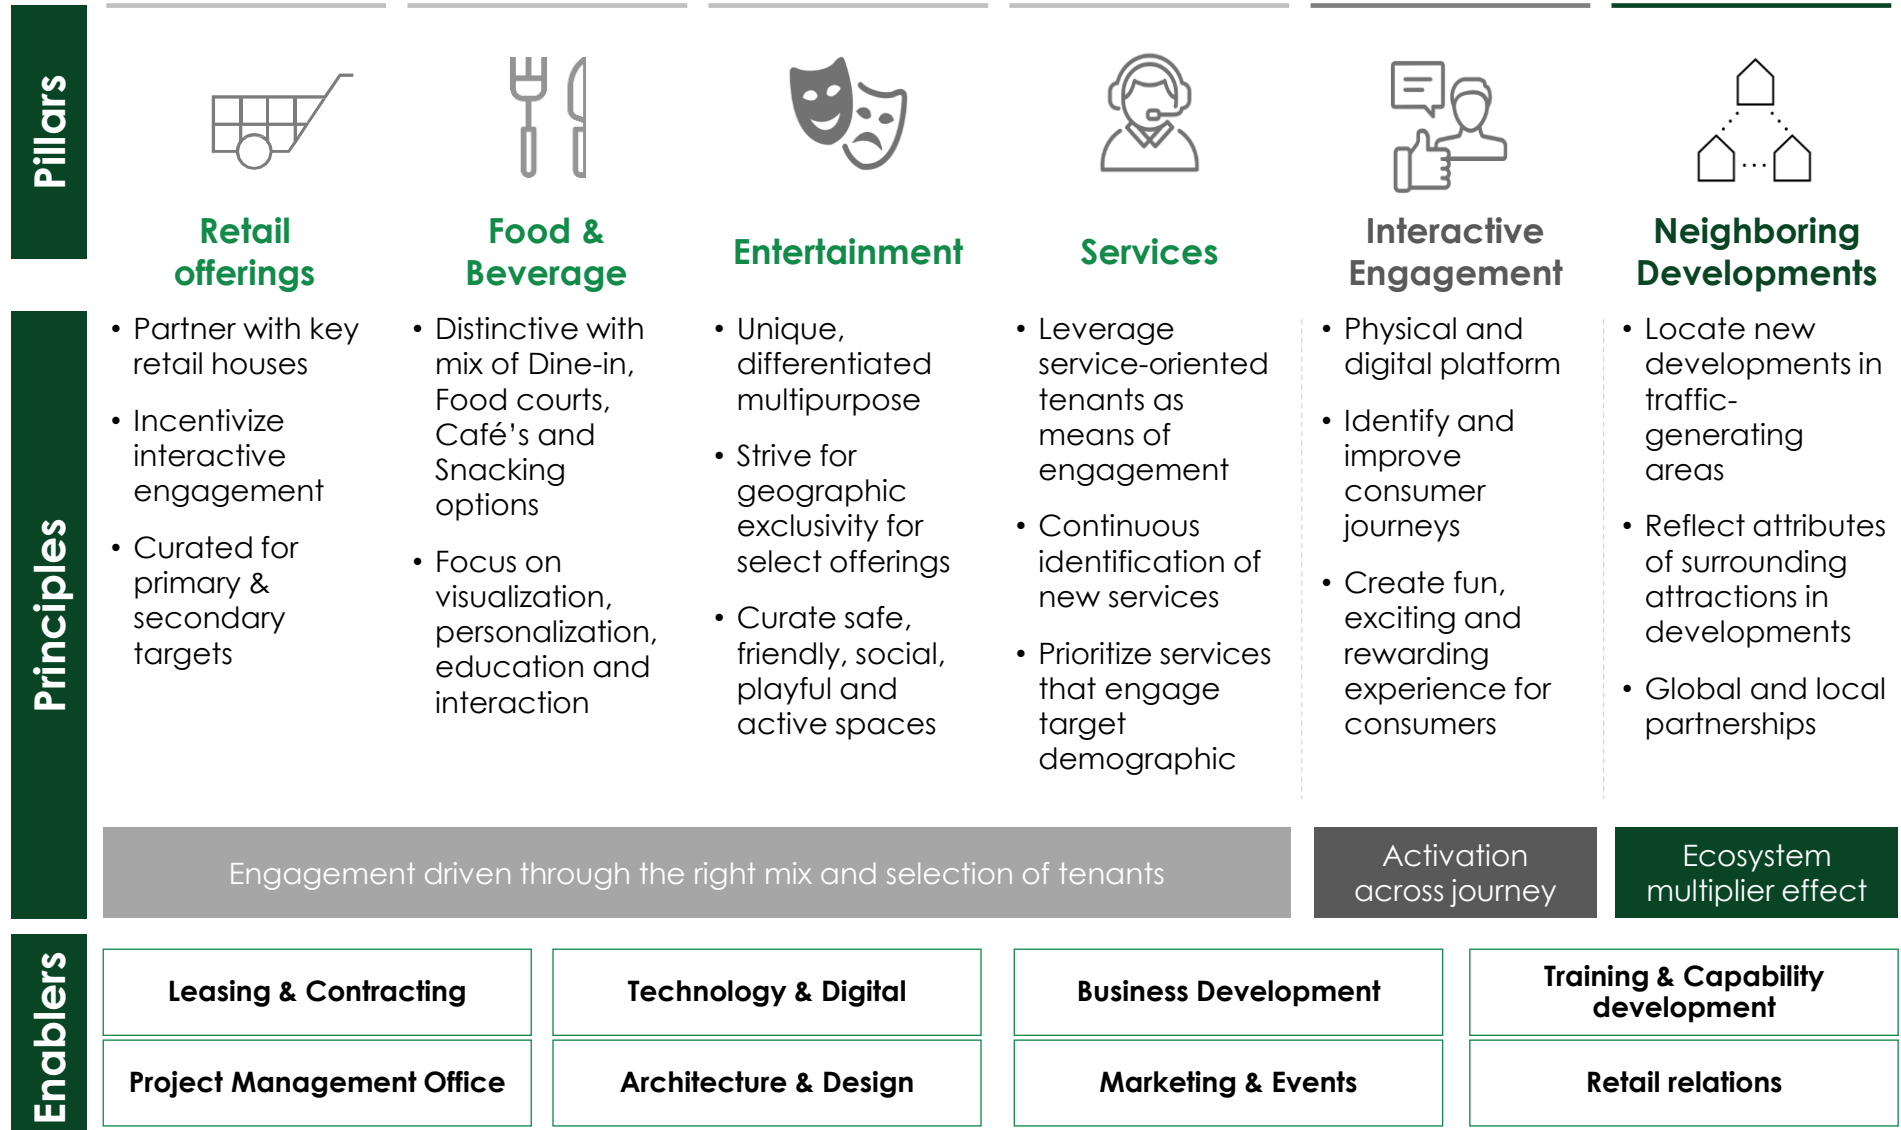 Pillars
Retail
offerings
Food &
Beverage
Entertainment
Services
Interactive
Engagement
Neighboring
Developments
Principles
• Partner with key
retail houses
• Incentivize
interactive
engagement
• Curated for
primary &
secondary
targets
• Distinctive with
mix of Dine-in,
Food courts,
Café's and
Snacking
options
• Focus on
visualization,
personalization,
education and
interaction
• Unique,
differentiated
multipurpose
• Strive for
geographic
exclusivity for
select offerings
• Curate safe,
friendly, social,
playful and
active spaces
• Leverage
service-oriented
tenants as
means of
engagement
• Continuous
identification of
new services
• Prioritize services
that engage
target
demographic
• Physical and
digital platform
• Identify and
improve
consumer
journeys
• Create fun,
exciting and
rewarding
experience for
consumers
• Locate new
developments in
traffic-
generating
areas
• Reflect attributes
of surrounding
attractions in
developments
• Global and local
partnerships
Engagement driven through the right mix and selection of tenants
Activation
across journey
Ecosystem
multiplier effect
Enablers
Leasing & Contracting
Technology & Digital
Business Development
Training & Capability
development
Project Management Office
Architecture & Design
Marketing & Events
Retail relations